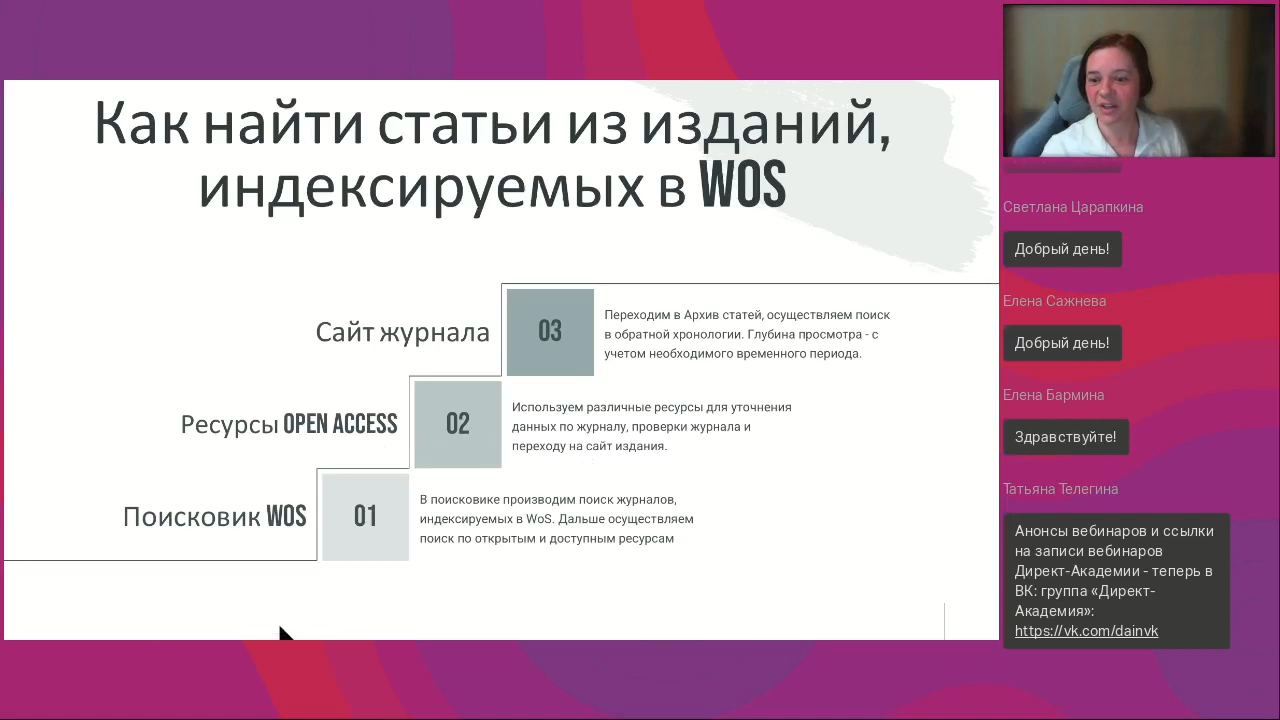 Как найти статьи из изданий,
индексируемых в WOS
Сайт журнала
03
Переходим в Архив статей, осуществляем поиск
в обратной хронологии. Глубина просмотра - с
учетом необходимого временного периода.
Ресурсы OPEN ACCESS
02
Используем различные ресурсы для уточнения
данных по журналу, проверки журнала и
переходу на сайт издания.
Поисковик WOS
01
В поисковике производим поиск журналов,
индексируемых в WoS. Дальше осуществляем
поиск по открытым и доступным ресурсам
Светлана Царапкина
Добрый день!
Елена Сажнева
Добрый день!
Елена Бармина
Здравствуйте!
Татьяна Телегина
Анонсы вебинаров и ссылки
на записи вебинаров
Директ-Академии - теперь в
ВК: группа «Директ-
Академия»:
https://vk.com/dainvk